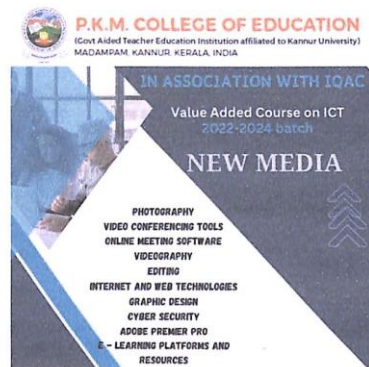 P.K.M. COLLEGE OF EDUCATION
(Govt Aided Teacher Education Institution affiliated to Kannur University)
MADAMPAM, KANNUR, KERALA, INDIA
IN ASSOCIATION WITH IQAC
Value Added Course on ICT
2022-2024 batch
NEW MEDIA
PHOTOGRAPHY
VIDEO CONFERENCING TOOLS
ONLINE MEETING SOFTWARE
VIDEOGRAPHY
EDITING
INTERNET AND WEB TECHNOLOGIES
GRAPHIC DESIGN
CYBER SECURITY
ADOBE PREMIER PRO
E - LEARNING PLATFORMS AND
RESOURCES